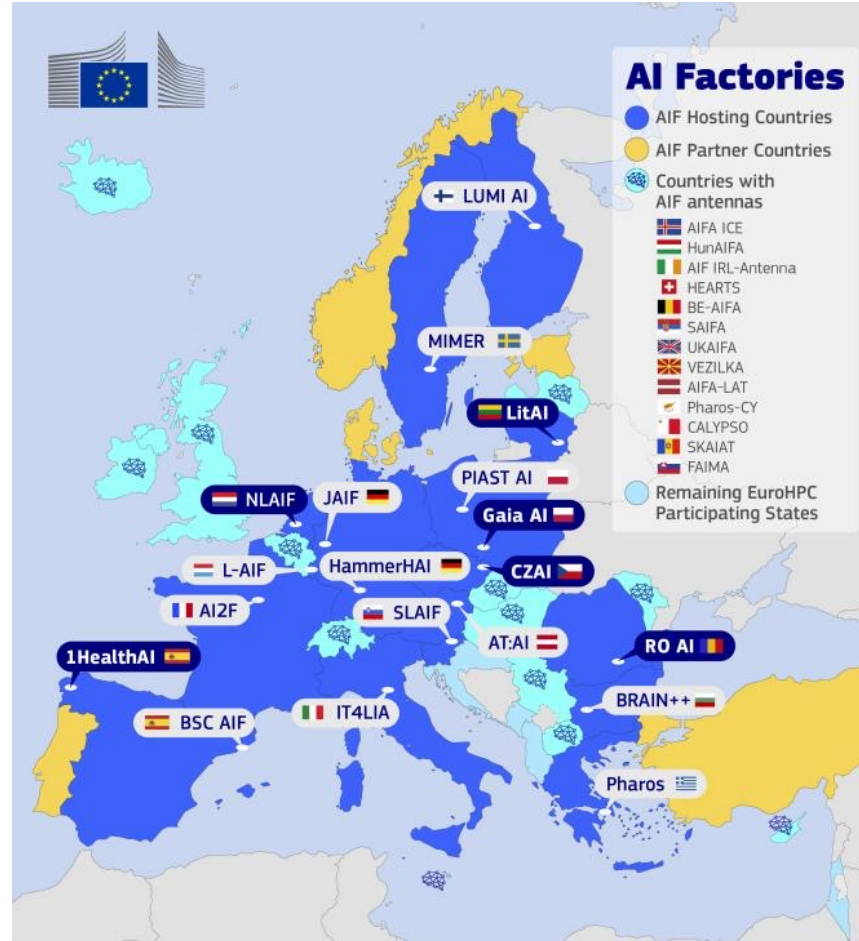 AI Factories
AIF Hosting Countries
AIF Partner Countries
Countries with
AIF antennas
AIFA ICE
HunAIFA
AIF IRL-Antenna
HEARTS
BE-AIFA
SAIFA
UKAIFA
VEZILKA
AIFA-LAT
Pharos-CY
CALYPSO
SKAIAT
FAIMA
Remaining EuroHPC
Participating States
LUMI AI
MIMER
LitAI
PIAST AI
NLAIF
JAIF
Gaia AI
L-AIF
HammerHAI
CZAI
AI2F
SLAIF
AT:AI
1HealthAI
RO AI
BSC AIF
IT4LIA
BRAIN++
Pharos